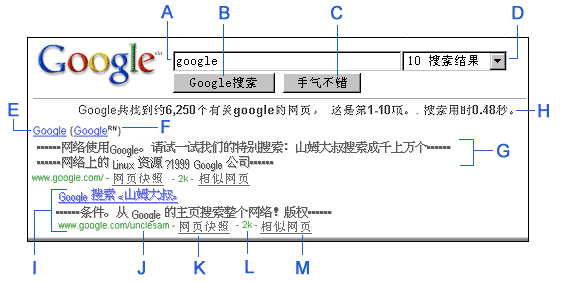 A B C D
Google™ google 10 搜索结果
Google搜索 手气不错
Google共找到约6,250个有关google的网页， 这是第1-10项。. 搜索用时0.48秒。 H
E F
Google (GoogleRN)
------网络使用Google。请试一试我们的特别搜索：山姆大叔搜索成千上万个------ G
------网络上的 Linux 资源 ?1999 Google 公司------
www.google.com/ - 网页快照 - 2k - 相似网页
Google 搜索 <山姆大叔>
------条件。从 Google 的主页搜索整个网络！版权------
www.google.com/unclesam - 网页快照 - 2k - 相似网页
I J K L M